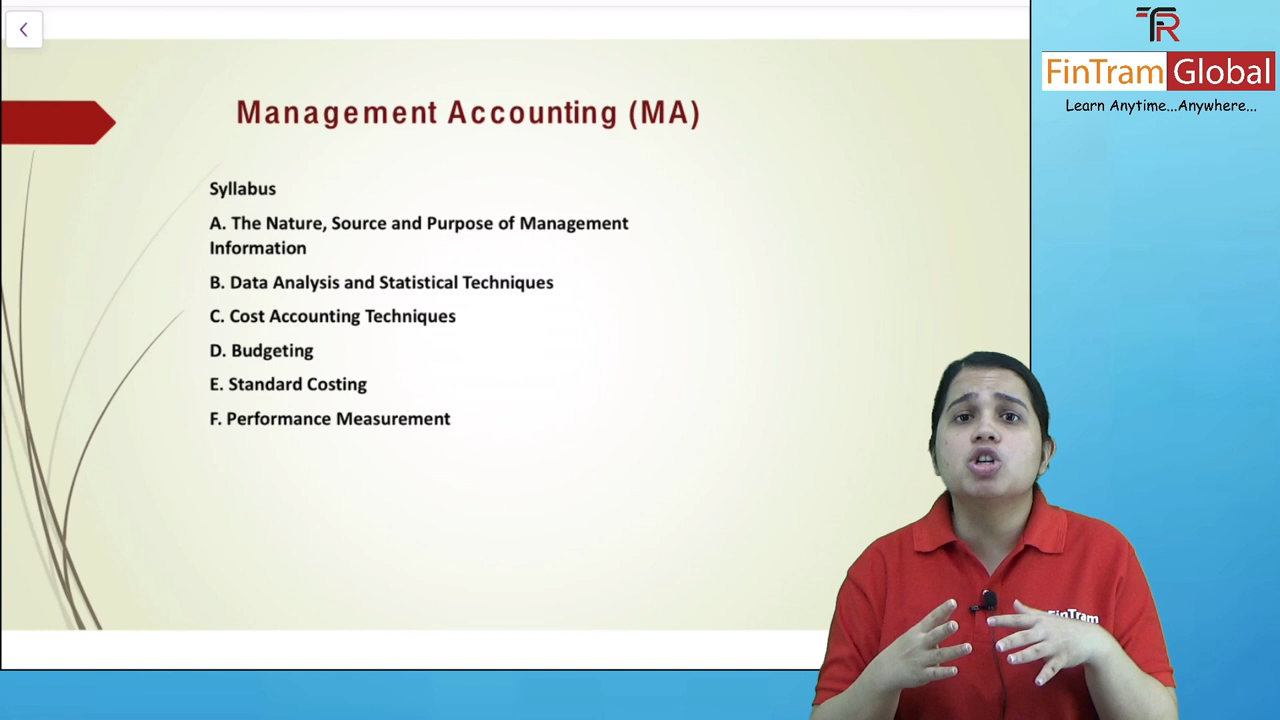 Management Accounting (MA)
Syllabus
A. The Nature, Source and Purpose of Management
Information
B. Data Analysis and Statistical Techniques
C. Cost Accounting Techniques
D. Budgeting
E. Standard Costing
F. Performance Measurement
FinTram Global
Learn Anytime...Anywhere...
FinTram